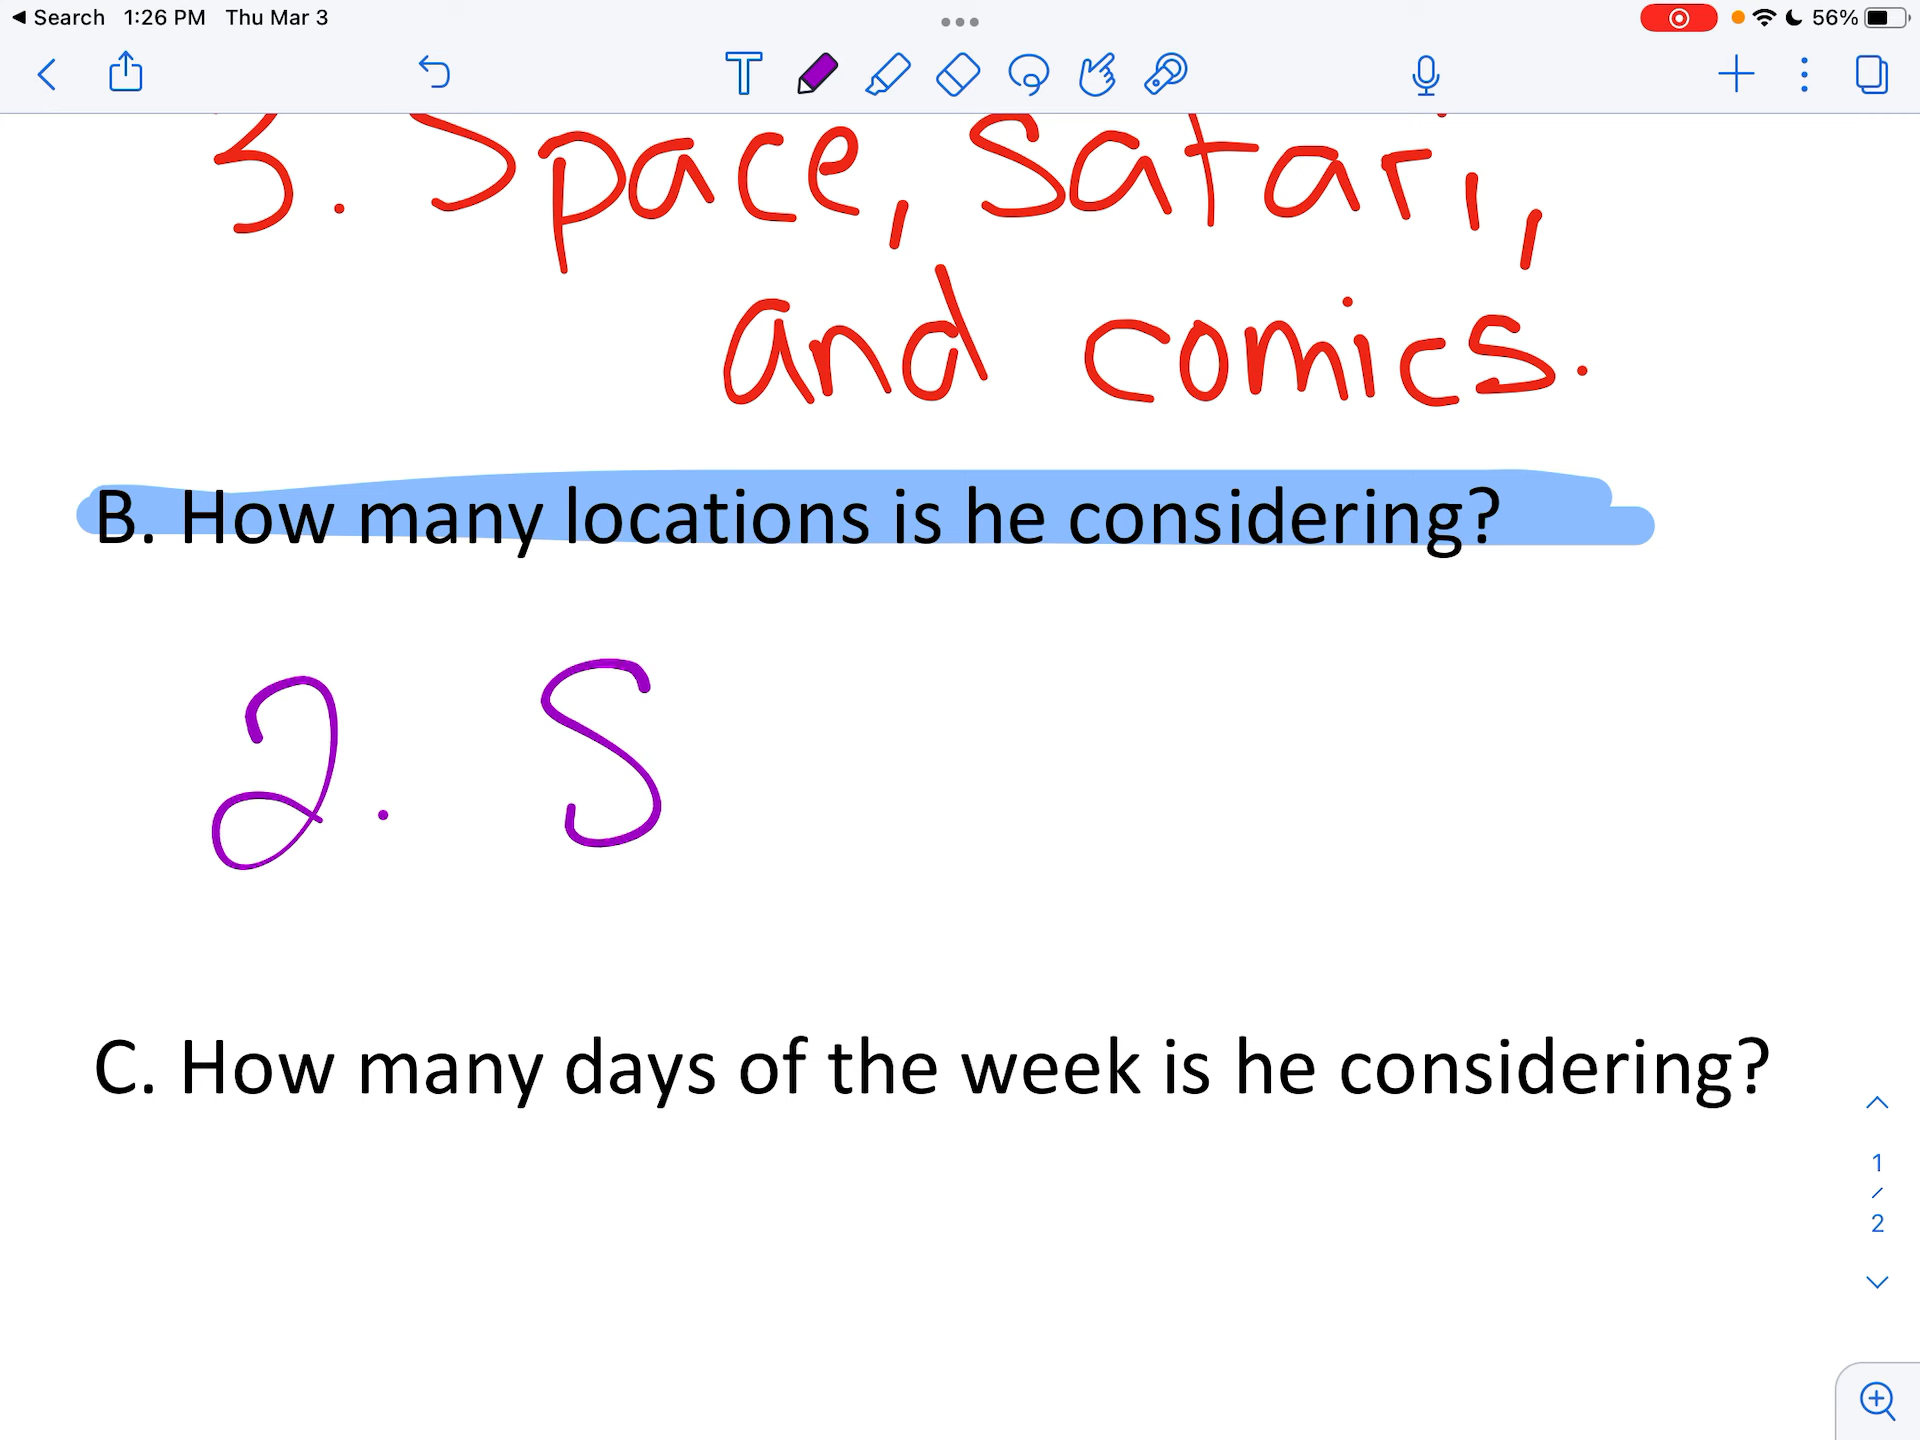 Search 1:26 PM Thu Mar 3 56%
T
3. Space, Safari,
and comics.
B. How many locations is he considering?
2. S
C. How many days of the week is he considering?
1
/
2